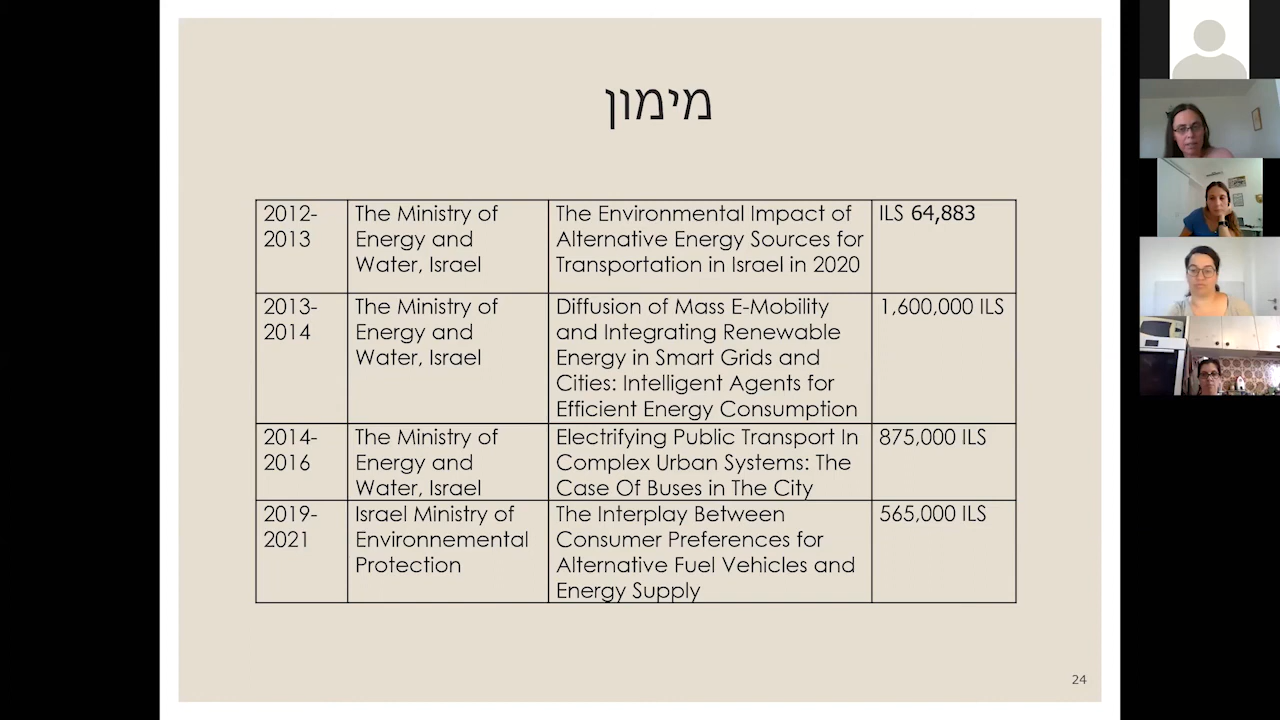 מימון
2012-
2013
The Ministry of
Energy and
Water, Israel
The Environmental Impact of
Alternative Energy Sources for
Transportation in Israel in 2020
ILS 64,883
2013-
2014
The Ministry of
Energy and
Water, Israel
Diffusion of Mass E-Mobility
and Integrating Renewable
Energy in Smart Grids and
Cities: Intelligent Agents for
Efficient Energy Consumption
1,600,000 ILS
2014-
2016
The Ministry of
Energy and
Water, Israel
Electrifying Public Transport In
Complex Urban Systems: The
Case Of Buses in The City
875,000 ILS
2019-
2021
Israel Ministry of
Environnemental
Protection
The Interplay Between
Consumer Preferences for
Alternative Fuel Vehicles and
Energy Supply
565,000 ILS
24